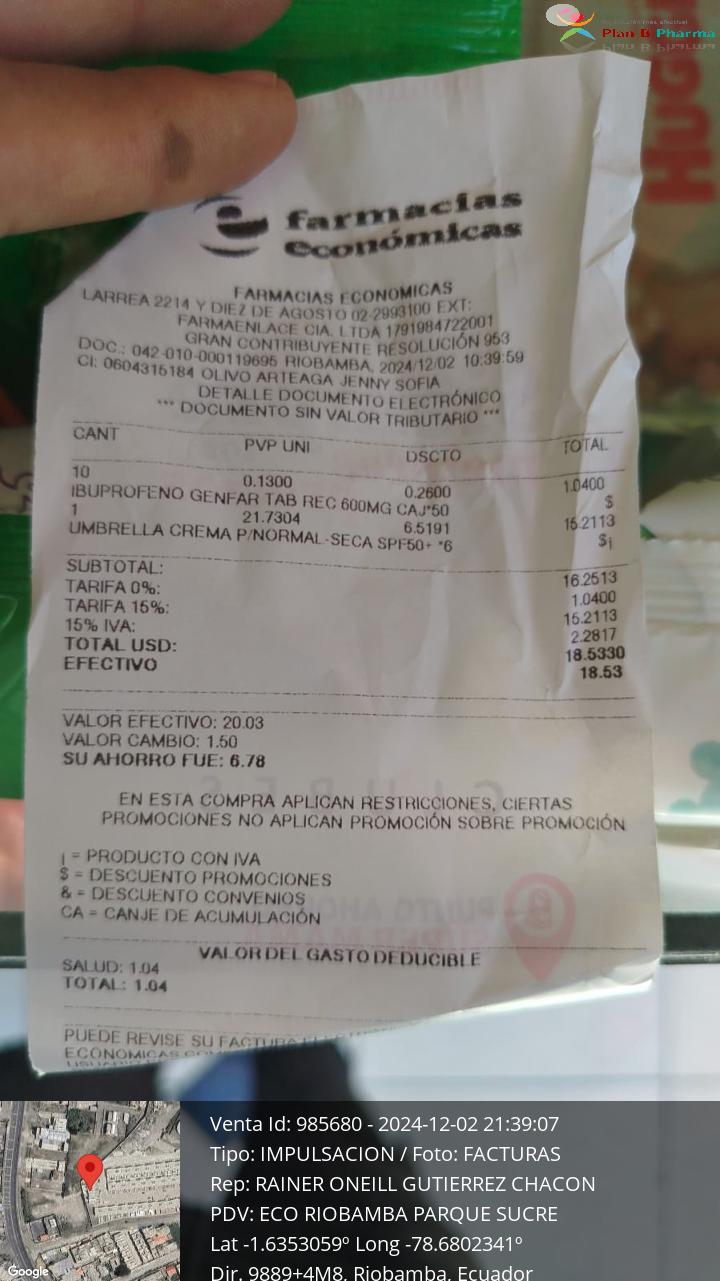 Plan B Pharma
HUGG
farmacias
económicas
FARMACIAS ECONOMICAS
LARREA 2214 Y DIEZ DE AGOSTO 02-2993100 EXT:
FARMAENLACE CIA. LTDA 1791984722001
GRAN CONTRIBUYENTE RESOLUCIÓN 953
DOC.: 042-010-000119695 RIOBAMBA, 2024/12/02 10:39:59
CI: 0604315184 OLIVO ARTEAGA JENNY SOFIA
DETALLE DOCUMENTO ELECTRÓNICO
*** DOCUMENTO SIN VALOR TRIBUTARIO ***
CANT PVP UNI DSCTO TOTAL
10 0.1300 0.2600 1.0400
IBUPROFENO GENFAR TAB REC 600MG CAJ*50 $
1 21.7304 6.5191 15.2113
UMBRELLA CREMA P/NORMAL-SECA SPF50+ *6 $¡
SUBTOTAL: 16.2513
TARIFA 0%: 1.0400
TARIFA 15%: 15.2113
15% IVA: 2.2817
TOTAL USD: 18.5330
EFECTIVO 18.53
VALOR EFECTIVO: 20.03
VALOR CAMBIO: 1.50
SU AHORRO FUE: 6.78
EN ESTA COMPRA APLICAN RESTRICCIONES, CIERTAS
PROMOCIONES NO APLICAN PROMOCIÓN SOBRE PROMOCIÓN
¡ = PRODUCTO CON IVA
$ = DESCUENTO PROMOCIONES
& = DESCUENTO CONVENIOS
CA = CANJE DE ACUMULACIÓN
VALOR DEL GASTO DEDUCIBLE
SALUD: 1.04
TOTAL: 1.04
PUEDE REVISE SU FACTURA
ECONOMICAS
Venta Id: 985680 - 2024-12-02 21:39:07
Tipo: IMPULSACION / Foto: FACTURAS
Rep: RAINER ONEILL GUTIERREZ CHACON
PDV: ECO RIOBAMBA PARQUE SUCRE
Lat -1.6353059º Long -78.6802341º
Dir. 9889+4M8, Riobamba, Ecuador
Google